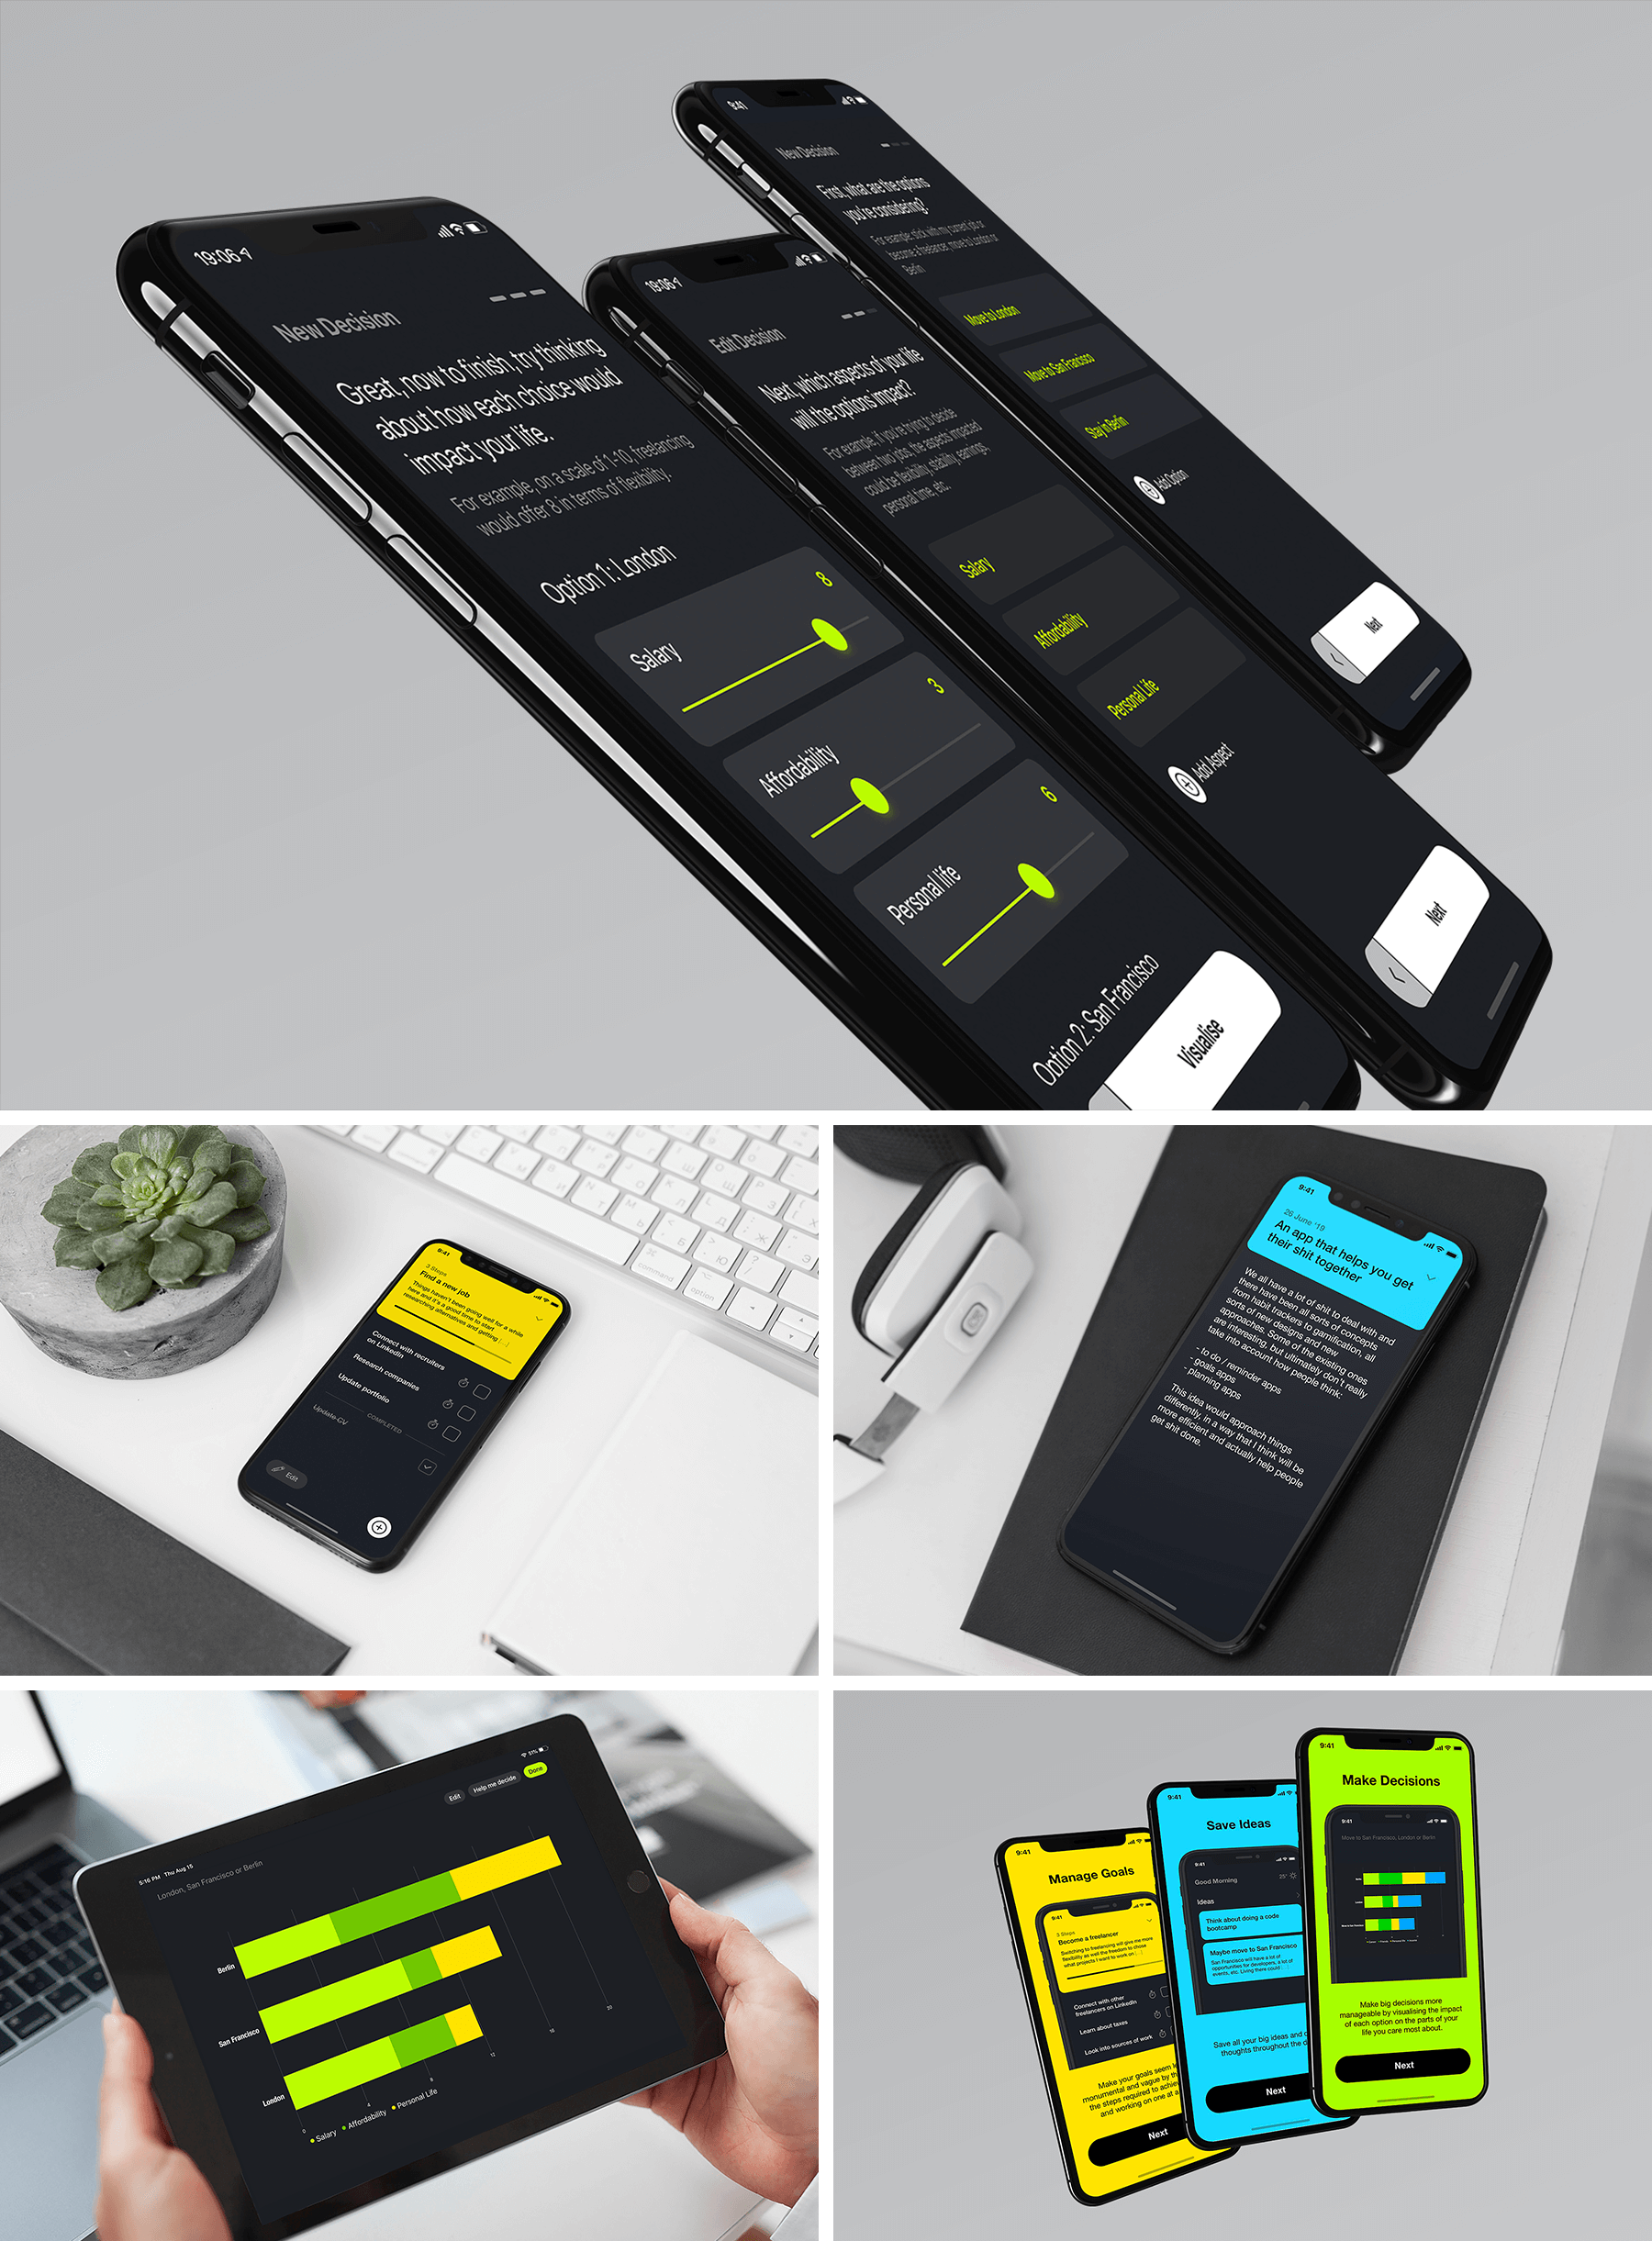 19:06
New Decision
Great, now to finish, try thinking
about how each choice would
impact your life.
For example, on a scale of 1-10, freelancing
would offer 8 in terms of flexibility.
Option 1: London
8
Salary
3
Affordability
6
Personal life
Option 2: San Francisco
Visualise
19:06
Edit Decision
Next, which aspects of your life
will the options impact?
For example, if you're trying to decide
between two jobs, the aspects impacted
could be flexibility, stability, earnings,
personal time, etc.
Salary
Affordability
Personal Life
Add Aspect
Next
9:41
New Decision
First, what are the options
you're considering?
For example: stick with my current job or
become a freelancer, move to London or
Berlin
Move to London
Move to San Francisco
Stay in Berlin
Add Option
Next
9:41
3 Steps
Find a new job
Things haven't been going well for a while
here and it's a good time to start
researching alternatives and getting [...]
Connect with recruiters
on LinkedIn
Research companies
Update portfolio
COMPLETED
Update CV
Edit
command
option
command
9:41
26 June '19
An app that helps you get
their shit together
We all have a lot of shit to deal with and
there have been all sorts of concepts
from habit trackers to gamification, all
sorts of new designs and new
approaches. Some of the existing ones
are interesting, but ultimately don't really
take into account how people think:
- to do / reminder apps
- goals apps
- planning apps
This idea would approach things
differently, in a way that I think will be
more efficient and actually help people
get shit done.
5:16 PM Thu Aug 15
51%
London, San Francisco or Berlin
Edit
Help me decide
Done
Berlin
San Francisco
London
0
4
8
12
16
20
Salary
Affordability
Personal Life
9:41
Manage Goals
9:41
3 Steps
Become a freelancer
Switching to freelancing will give me more
flexibility as well the freedom to chose
what projects I want to work on [...]
Connect with other
freelancers on LinkedIn
Learn about taxes
Look into sources of work
Make your goals seem
monumental and vague by
the steps required to
and working on one at a
Next
9:41
Save Ideas
9:41
Good Morning
25°
Ideas
Think about doing a code
bootcamp
Maybe move to San Francisco
San Francisco will have a lot of
opportunities for developers, a lot of
events, etc. Living there could
Save all your big ideas and
thoughts throughout the
Next
9:41
Make Decisions
9:41
Move to San Francisco, London or Berlin
Make big decisions more
manageable by visualising the impact
of each option on the parts of your
life you care most about.
Next